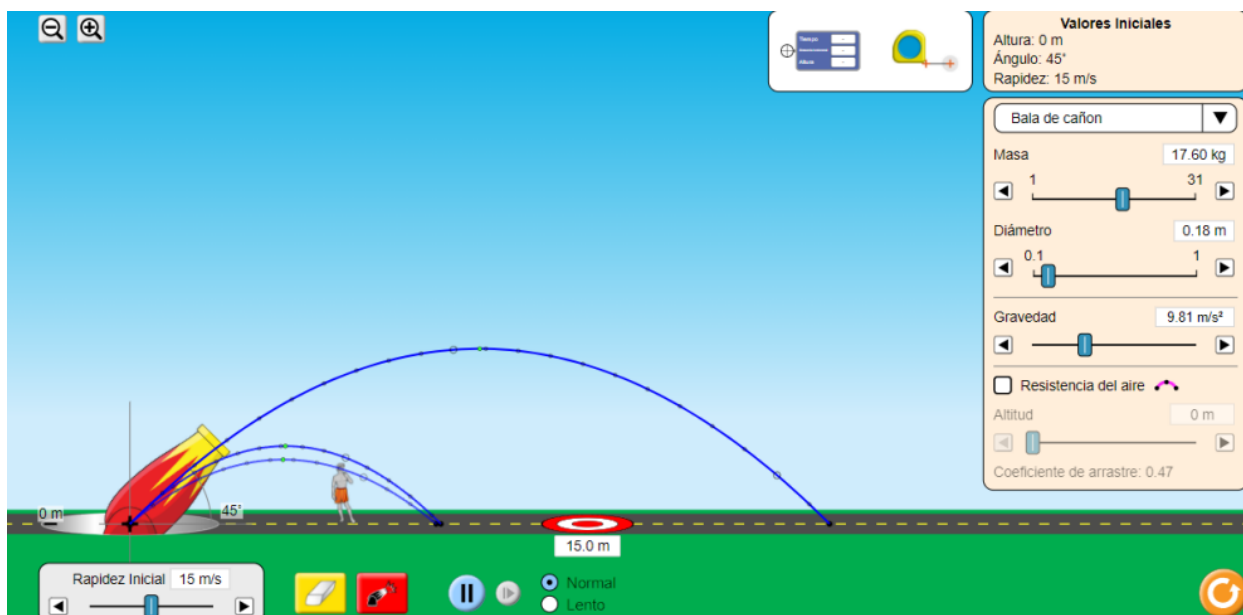 Tiempo
Altura
Valores Iniciales
Altura: 0 m
Ángulo: 45°
Rapidez: 15 m/s
Bala de cañon
Masa
17.60 kg
1
31
Diámetro
0.18 m
0.1
1
Gravedad
9.81 m/s²
Resistencia del aire
Altitud
0 m
Coeficiente de arrastre: 0.47
0 m
45°
15.0 m
Rapidez Inicial
15 m/s
Normal
Lento